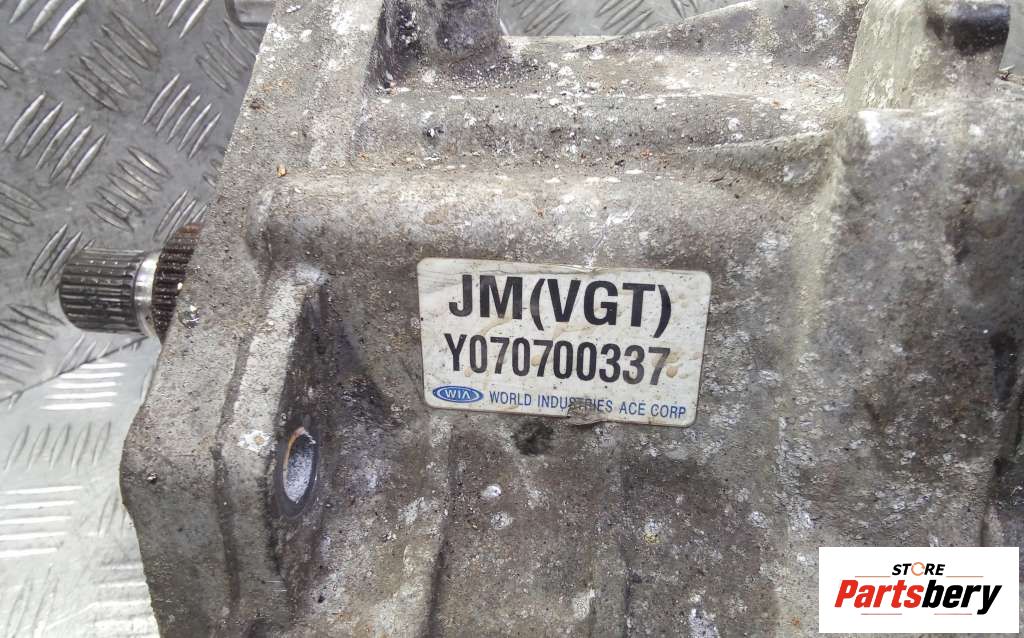 JM(VGT)
Y070700337
WIA WORLD INDUSTRIES ACE CORP
STORE
Partsbery